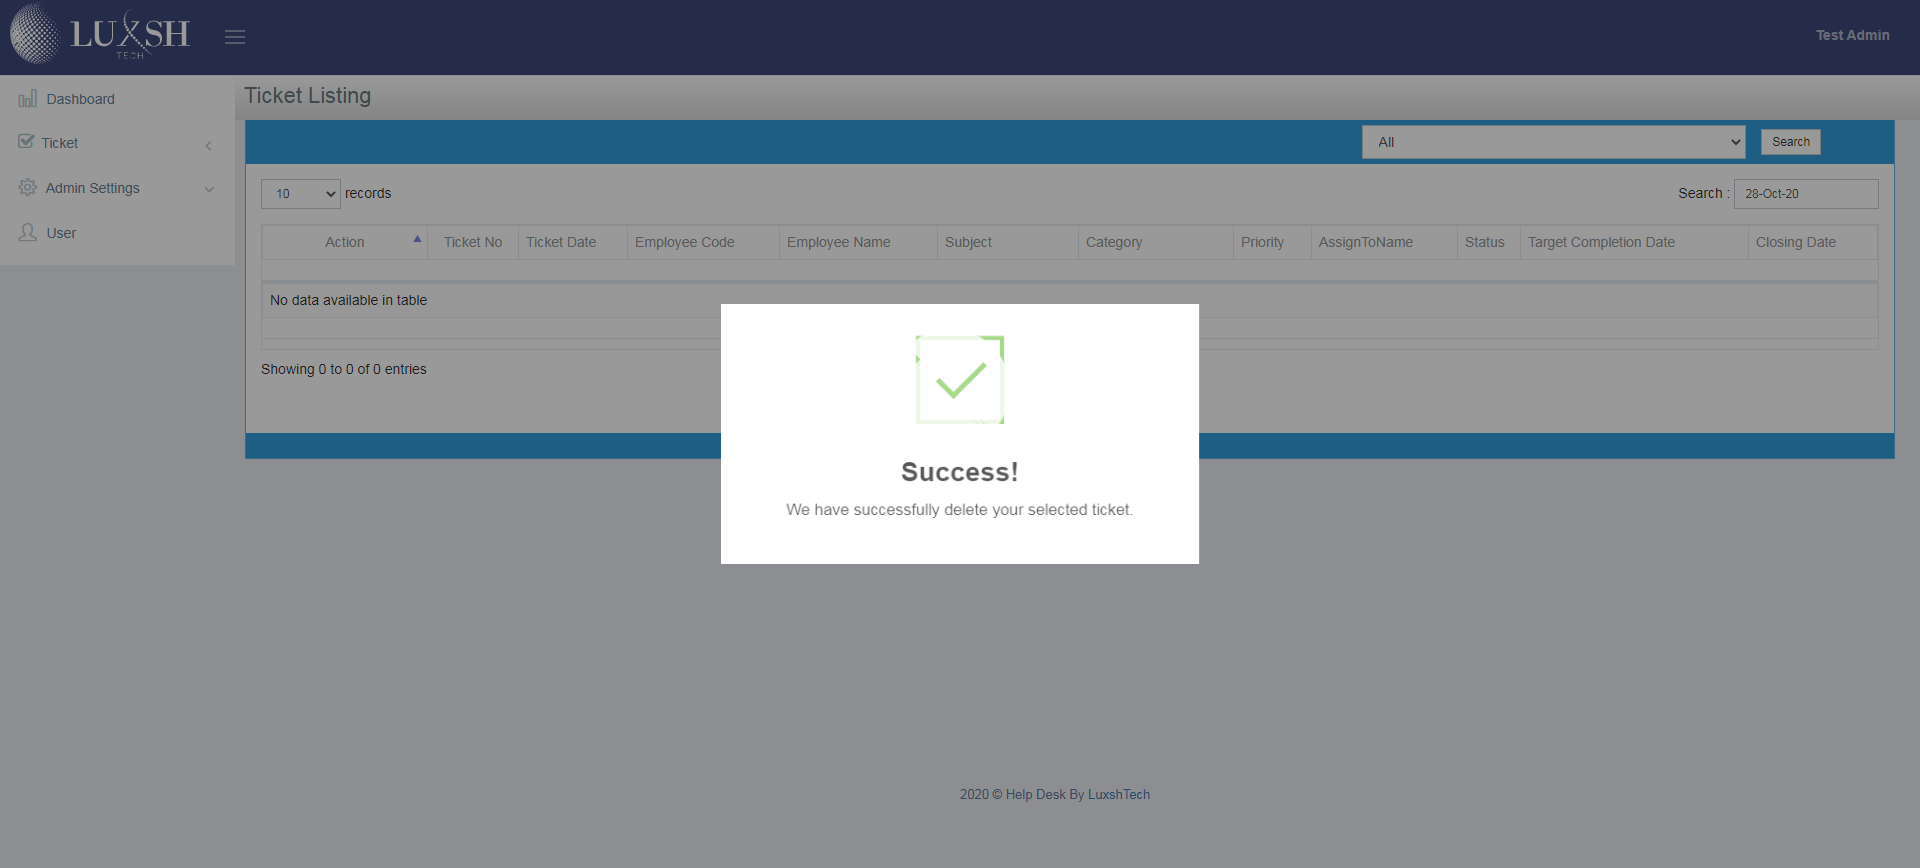 LUXSH
TECH
Test Admin
Dashboard
Ticket
Admin Settings
User
Ticket Listing
All
Search
10 records
Search : 28-Oct-20
Action Ticket No Ticket Date Employee Code Employee Name Subject Category Priority AssignToName Status Target Completion Date Closing Date
No data available in table
Showing 0 to 0 of 0 entries
Success!
We have successfully delete your selected ticket.
2020 © Help Desk By LuxshTech